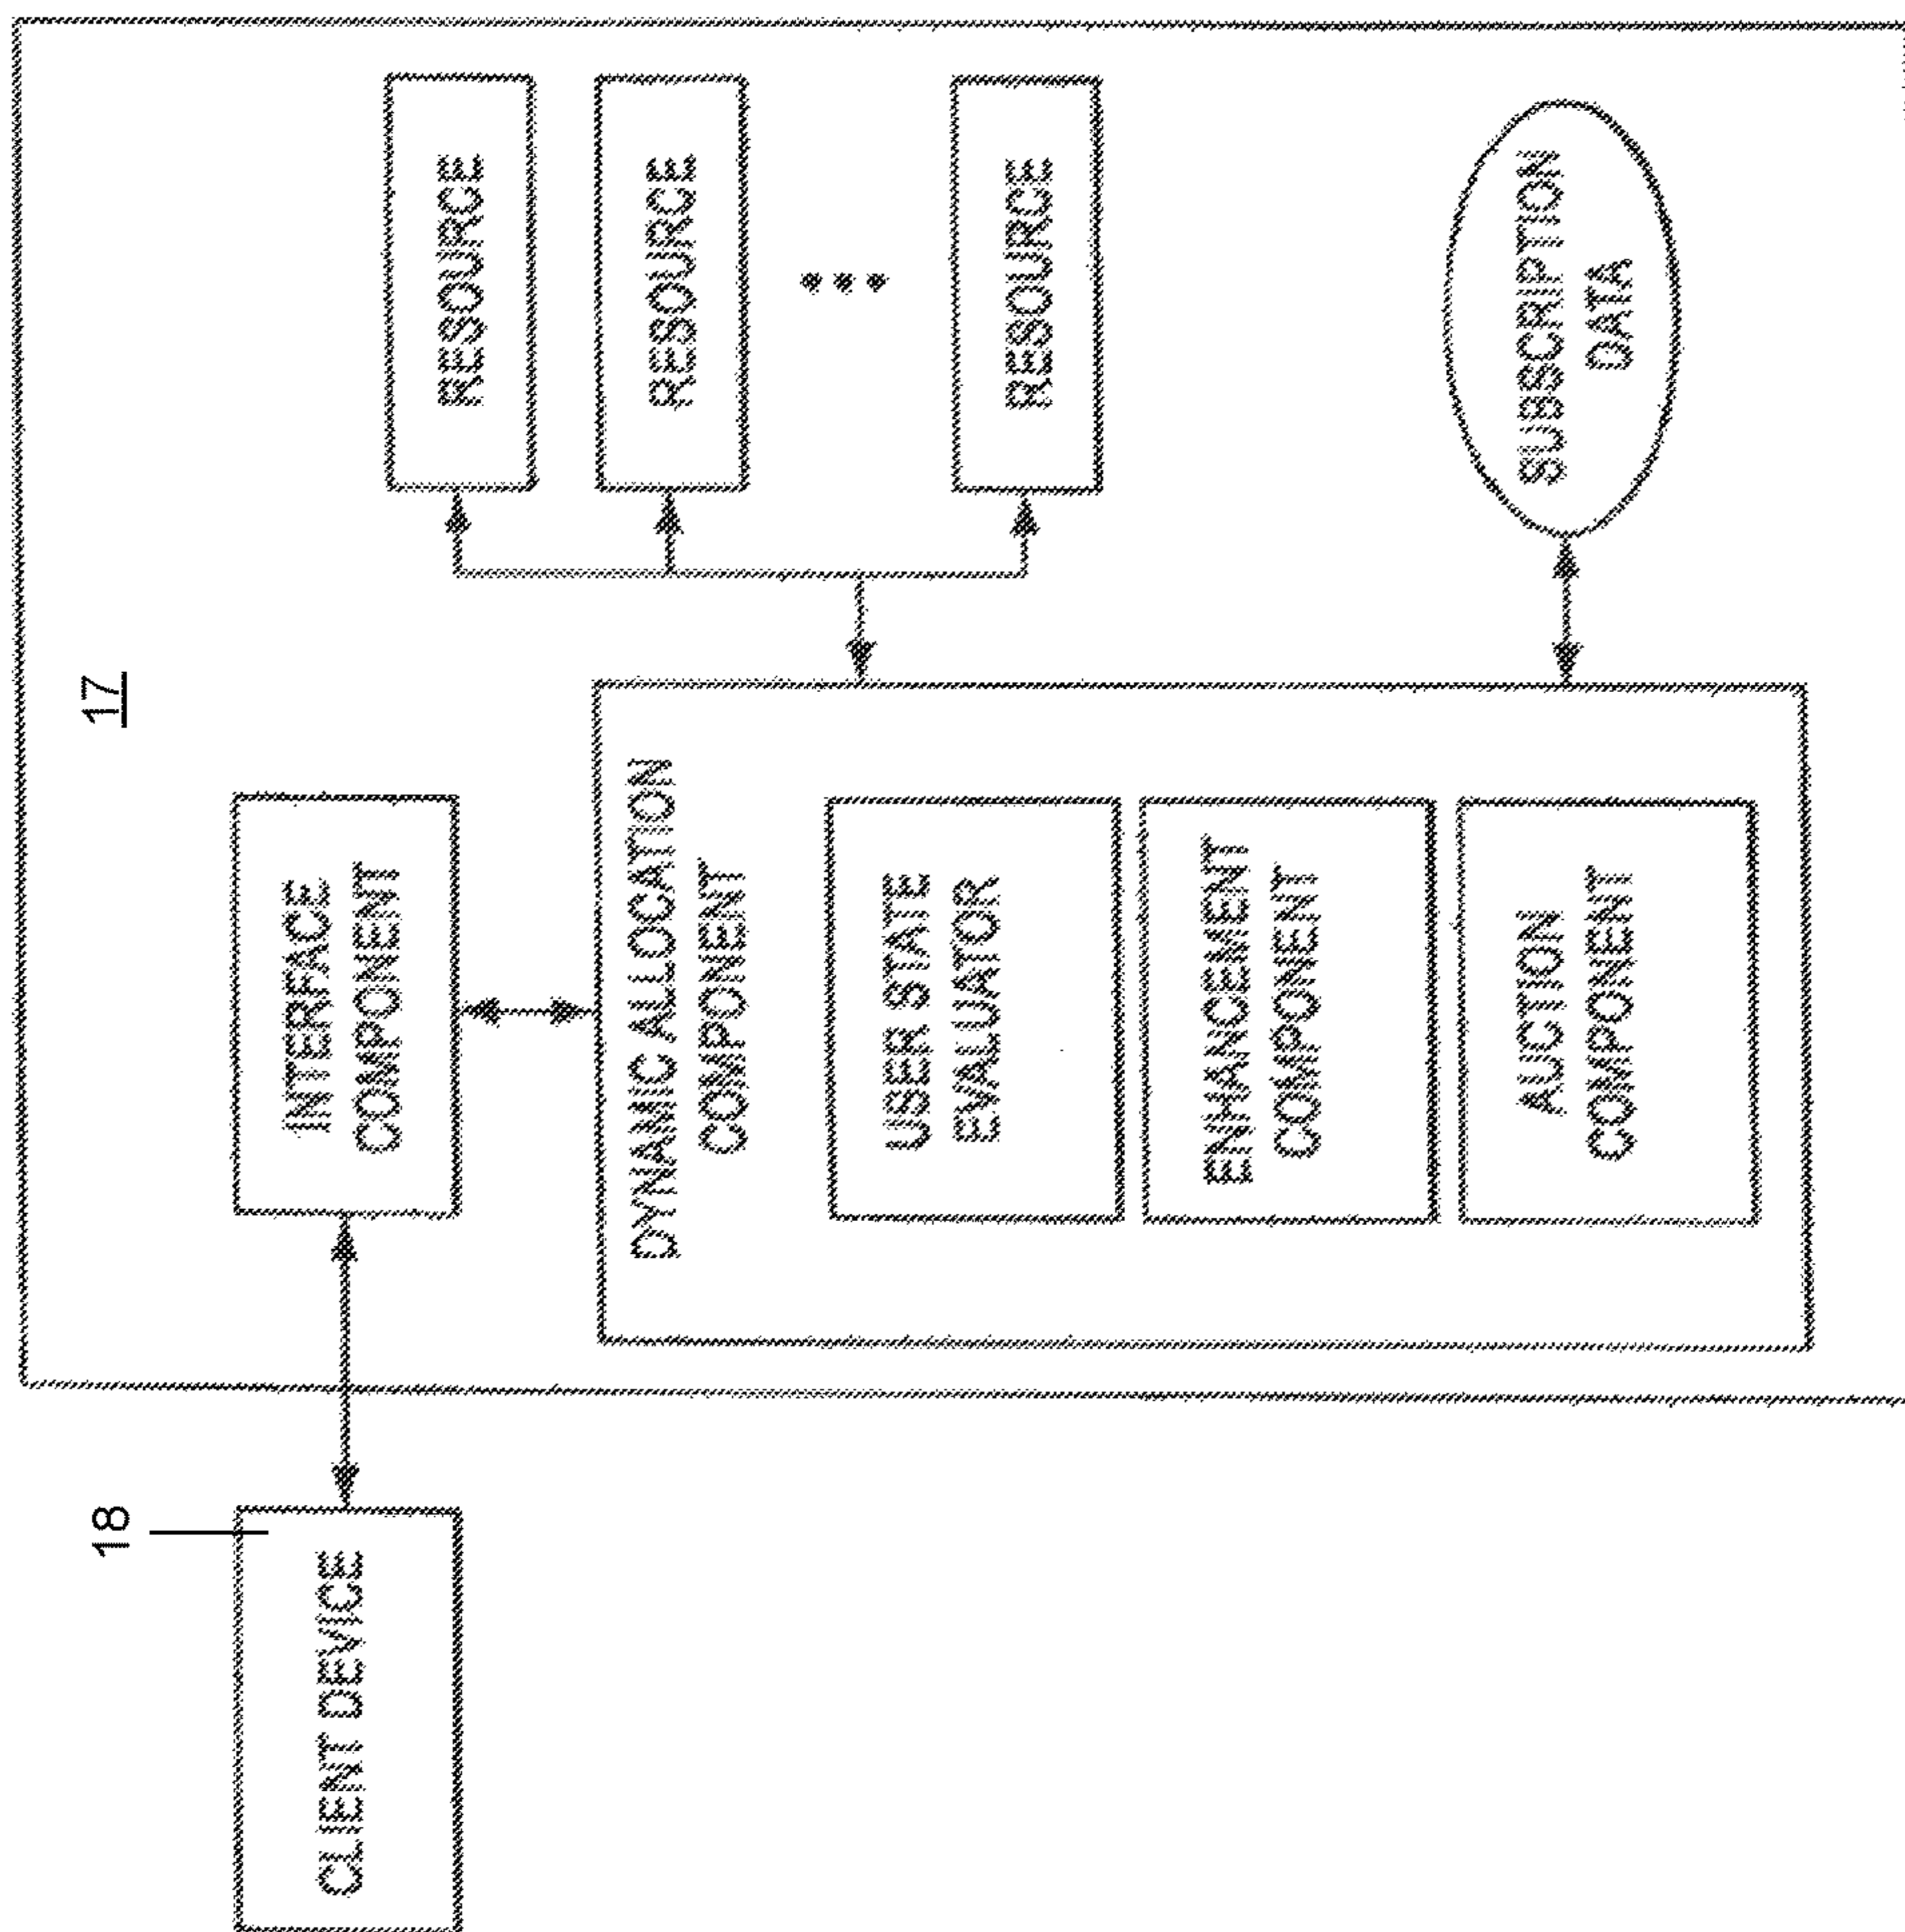 17
18
CLIENT DEVICE
INTERFACE
COMPONENT
DYNAMIC ALLOCATION
COMPONENT
USER STATE
EVALUATOR
ENHANCEMENT
COMPONENT
AUCTION
COMPONENT
RESOURCE
RESOURCE
RESOURCE
SUBSCRIPTION
DATA